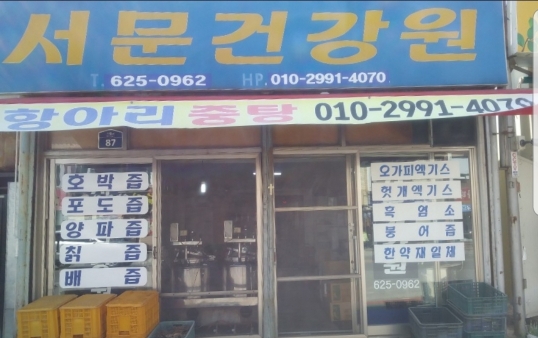 서문건강원
T. 625-0962 HP. 010-2991-4070
항아리 중탕 010-2991-4070
87
호박즙
포도즙
양파즙
칡 즙
배 즙
오가피엑기스
헛개엑기스
흑염소
붕어즙
한약재일체
원
625-0962